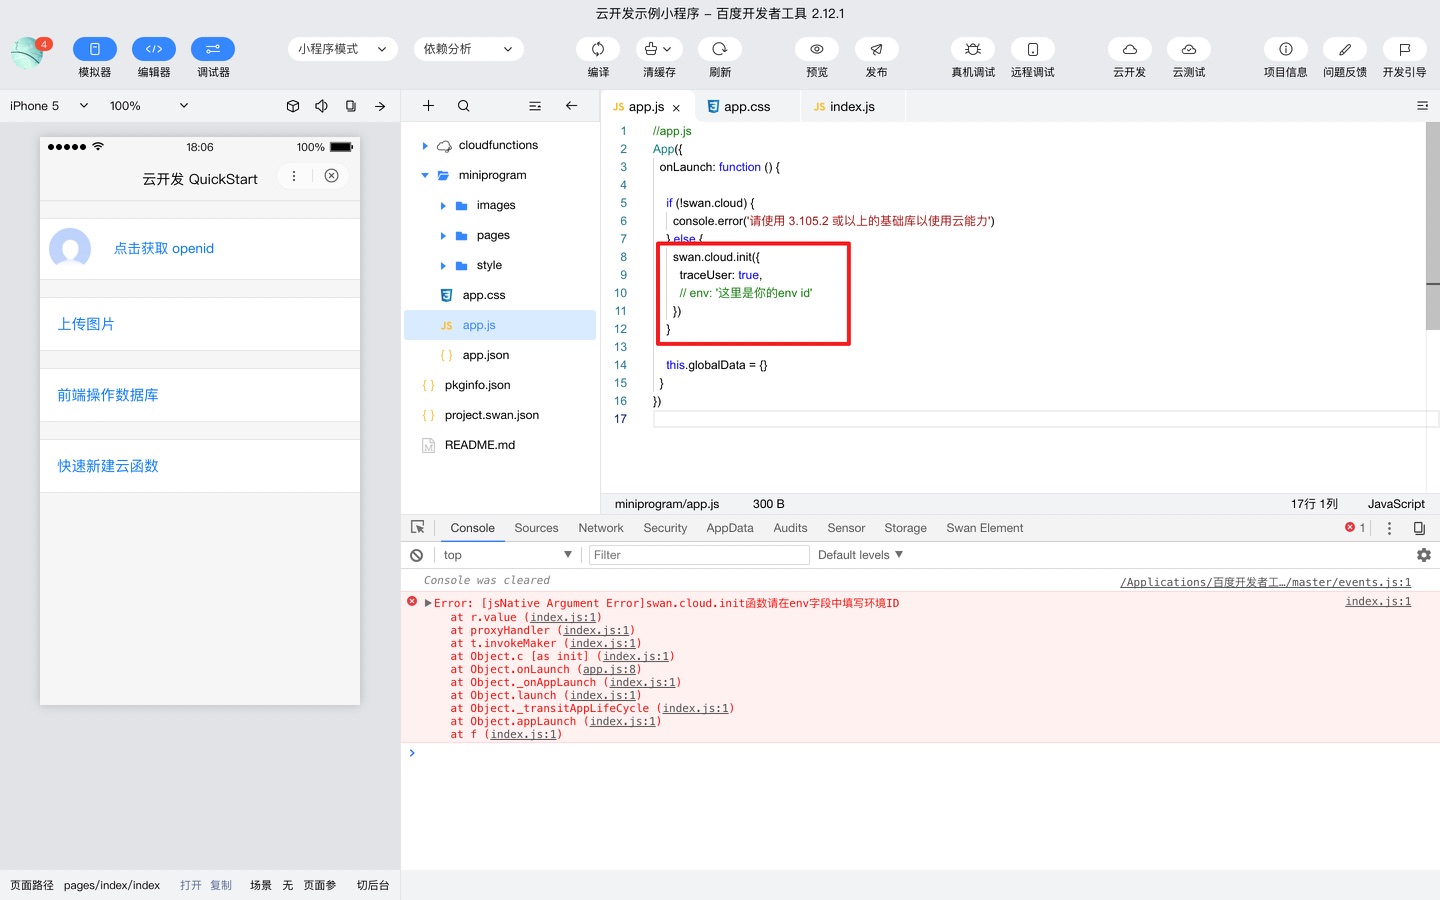 云开发示例小程序 – 百度开发者工具 2.12.1
4
模拟器 编辑器 调试器 小程序模式 依赖分析 编译 清缓存 刷新 预览 发布 真机调试 远程调试 云开发 云测试 项目信息 问题反馈 开发引导
iPhone 5 100%
18:06 100%
云开发 QuickStart
点击获取 openid
上传图片
前端操作数据库
快速新建云函数
页面路径 pages/index/index 打开 复制 场景 无 页面参 切后台
cloudfunctions
miniprogram
images
pages
style
app.css
JS app.js
{ } app.json
{ } pkginfo.json
{ } project.swan.json
README.md
JS app.js × app.css JS index.js
1 //app.js
2 App({
3 onLaunch: function () {
4
5 if (!swan.cloud) {
6 console.error('请使用 3.105.2 或以上的基础库以使用云能力')
7 } else {
8 swan.cloud.init({
9 traceUser: true,
10 // env: '这里是你的env id'
11 })
12 }
13
14 this.globalData = {}
15 }
16 })
17
miniprogram/app.js 300 B 17行 1列 JavaScript
Console Sources Network Security AppData Audits Sensor Storage Swan Element 1
top Filter Default levels
Console was cleared /Applications/百度开发者工…/master/events.js:1
Error: [jsNative Argument Error]swan.cloud.init函数请在env字段中填写环境ID index.js:1
at r.value (index.js:1)
at proxyHandler (index.js:1)
at t.invokeMaker (index.js:1)
at Object.c [as init] (index.js:1)
at Object.onLaunch (app.js:8)
at Object._onAppLaunch (index.js:1)
at Object.launch (index.js:1)
at Object._transitAppLifeCycle (index.js:1)
at Object.appLaunch (index.js:1)
at f (index.js:1)